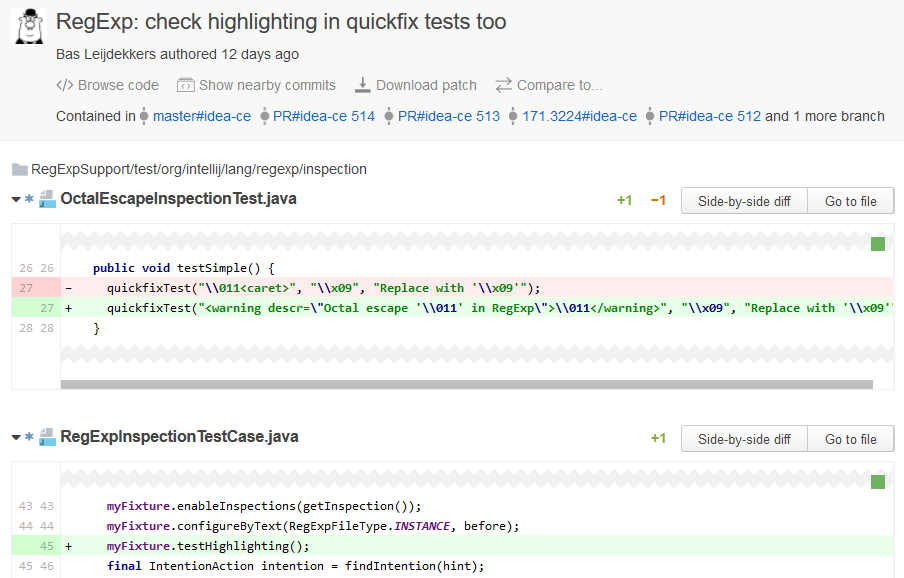 RegExp: check highlighting in quickfix tests too
Bas Leijdekkers authored 12 days ago
</> Browse code Show nearby commits Download patch Compare to...
Contained in master#idea-ce PR#idea-ce 514 PR#idea-ce 513 171.3224#idea-ce PR#idea-ce 512 and 1 more branch
RegExpSupport/test/org/intellij/lang/regexp/inspection
* OctalEscapeInspectionTest.java +1 −1 Side-by-side diff Go to file
26 26 public void testSimple() {
27 - quickfixTest("\\011<caret>", "\\x09", "Replace with '\\x09'");
27 + quickfixTest("<warning descr=\"Octal escape '\\011' in RegExp\">\\011</warning>", "\\x09", "Replace with '\\x09'
28 28 }
* RegExpInspectionTestCase.java +1 Side-by-side diff Go to file
43 43 myFixture.enableInspections(getInspection());
44 44 myFixture.configureByText(RegExpFileType.INSTANCE, before);
45 + myFixture.testHighlighting();
45 46 final IntentionAction intention = findIntention(hint);